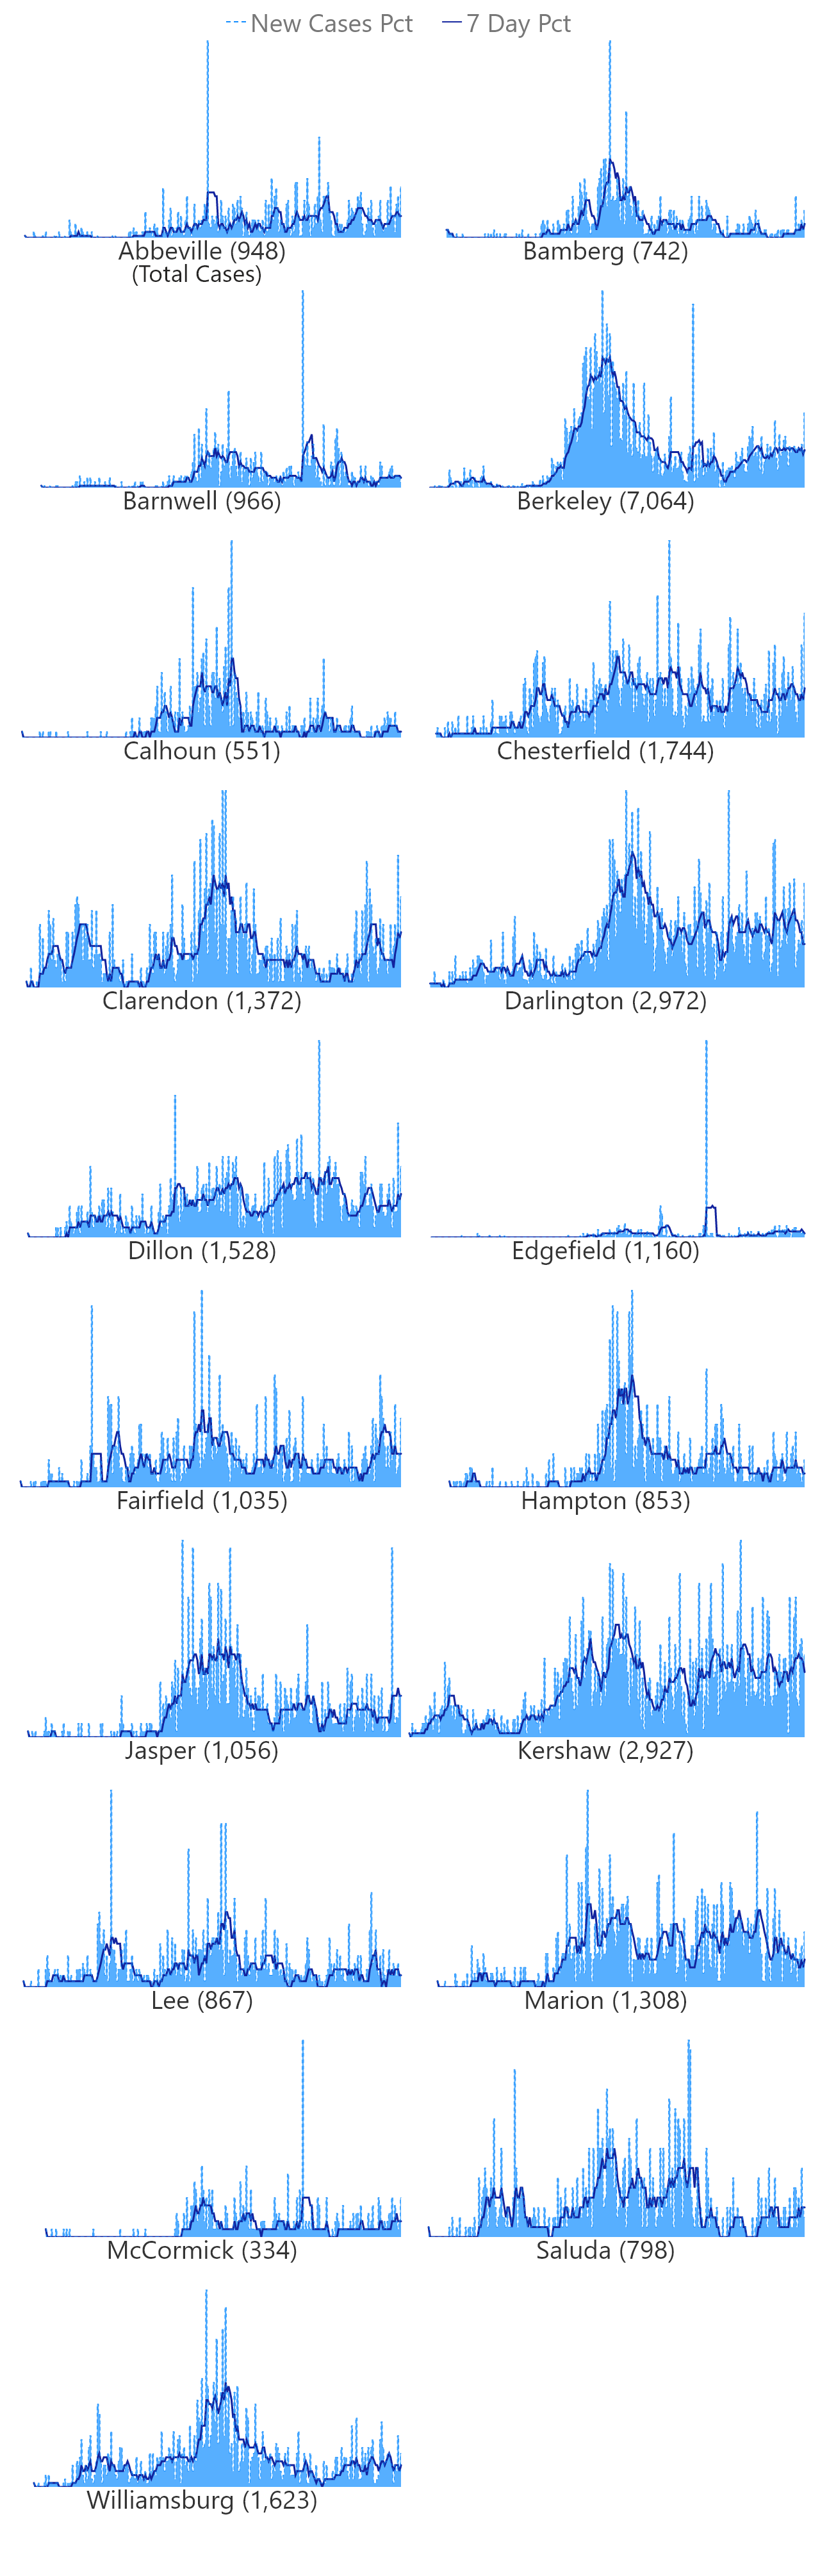 New Cases Pct 7 Day Pct
Abbeville (948)
(Total Cases)
Bamberg (742)
Barnwell (966)
Berkeley (7,064)
Calhoun (551)
Chesterfield (1,744)
Clarendon (1,372)
Darlington (2,972)
Dillon (1,528)
Edgefield (1,160)
Fairfield (1,035)
Hampton (853)
Jasper (1,056)
Kershaw (2,927)
Lee (867)
Marion (1,308)
McCormick (334)
Saluda (798)
Williamsburg (1,623)